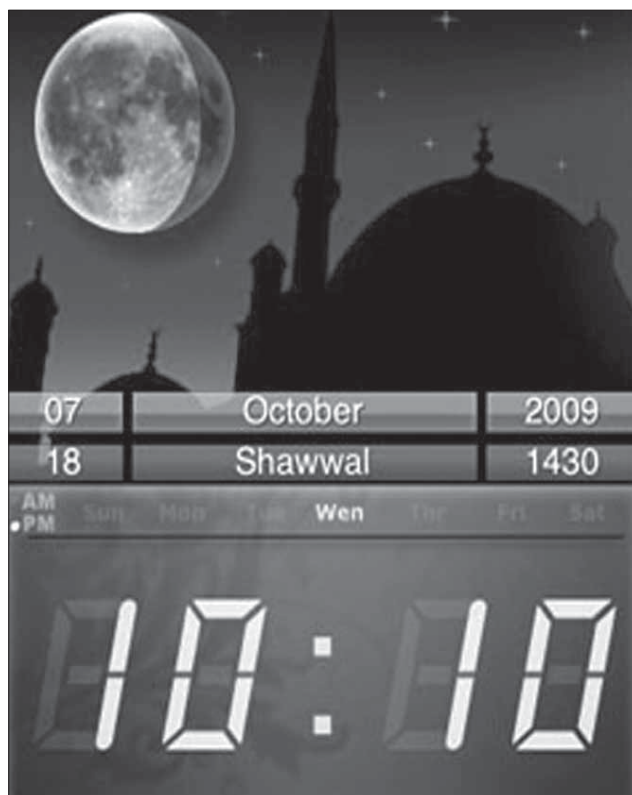 07 October 2009
18 Shawwal 1430
AM
PM
Sun Mon Tue Wen Thr Fri Sat
10:10